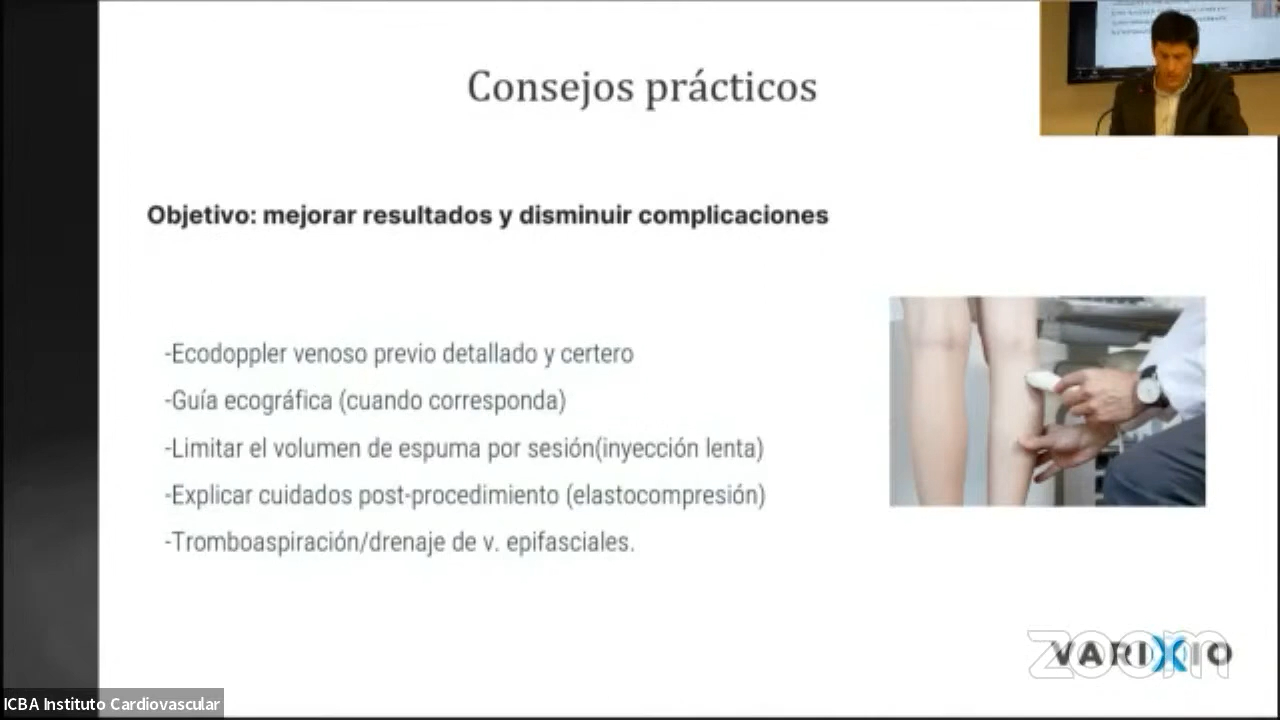 Consejos prácticos
Objetivo: mejorar resultados y disminuir complicaciones
-Ecodoppler venoso previo detallado y certero
-Guía ecográfica (cuando corresponda)
-Limitar el volumen de espuma por sesión(inyección lenta)
-Explicar cuidados post-procedimiento (elastocompresión)
-Tromboaspiración/drenaje de v. epifasciales.
zoom
VARIXIO
ICBA Instituto Cardiovascular